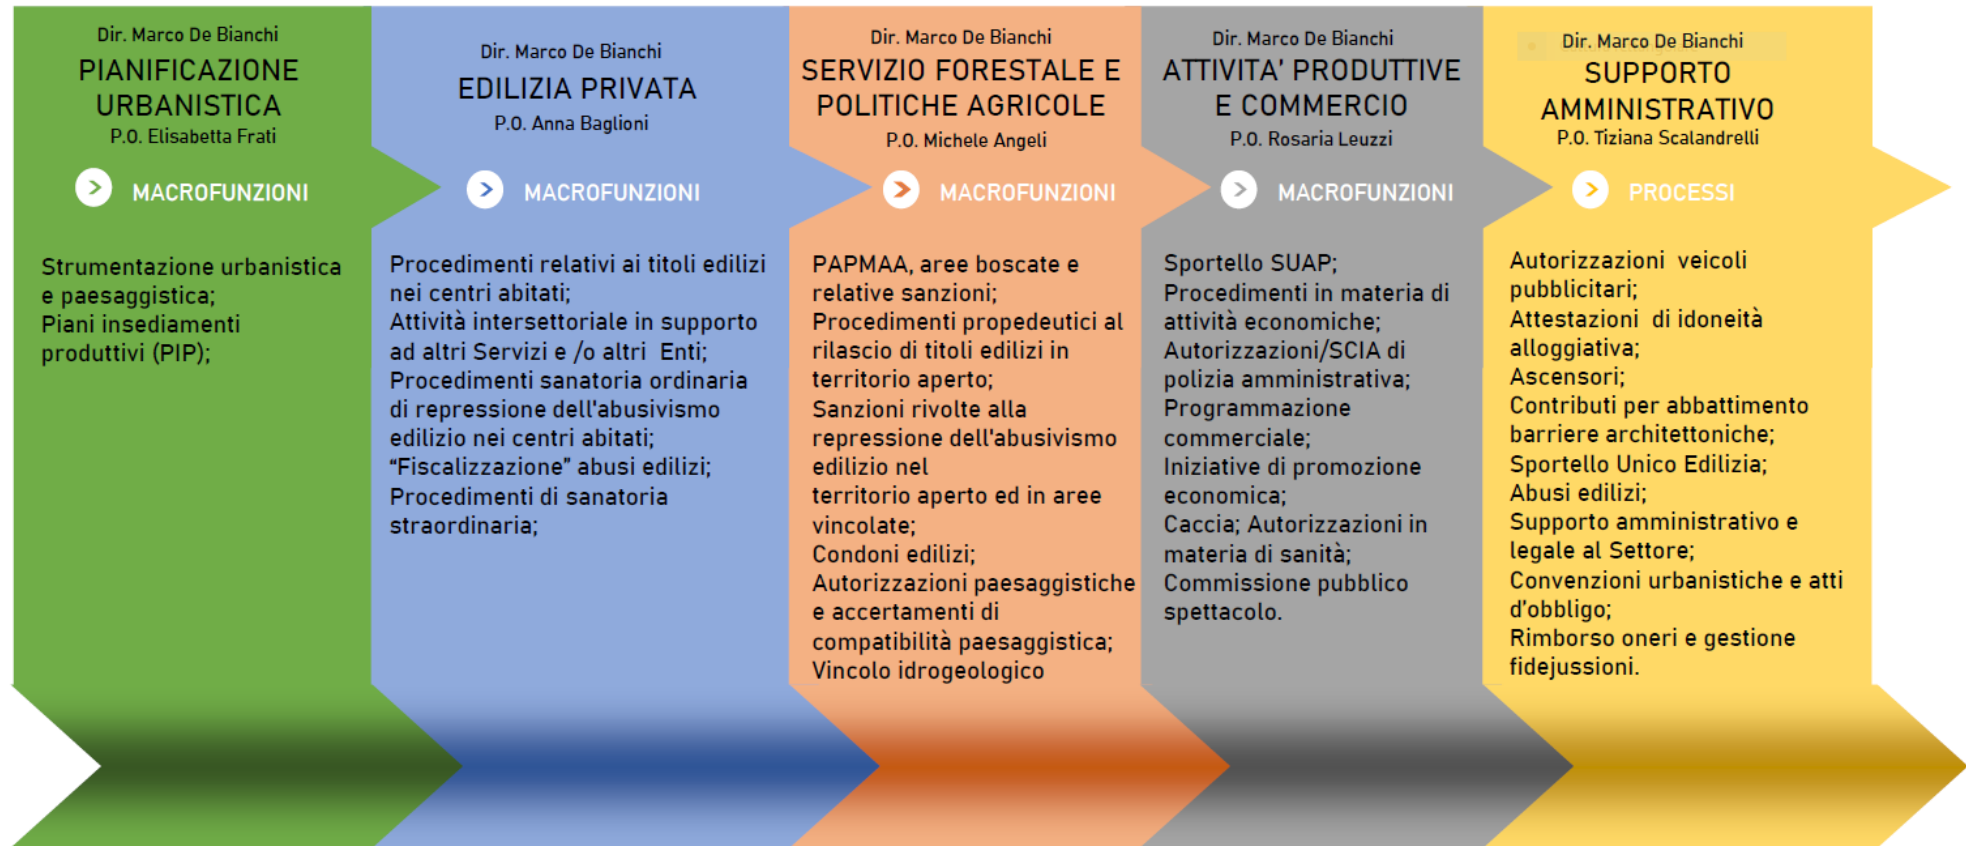 Dir. Marco De Bianchi
PIANIFICAZIONE
URBANISTICA
P.O. Elisabetta Frati
MACROFUNZIONI
Strumentazione urbanistica
e paesaggistica;
Piani insediamenti
produttivi (PIP);
Dir. Marco De Bianchi
EDILIZIA PRIVATA
P.O. Anna Baglioni
MACROFUNZIONI
Procedimenti relativi ai titoli edilizi
nei centri abitati;
Attività intersettoriale in supporto
ad altri Servizi e /o altri Enti;
Procedimenti sanatoria ordinaria
di repressione dell'abusivismo
edilizio nei centri abitati;
“Fiscalizzazione” abusi edilizi;
Procedimenti di sanatoria
straordinaria;
Dir. Marco De Bianchi
SERVIZIO FORESTALE E
POLITICHE AGRICOLE
P.O. Michele Angeli
MACROFUNZIONI
PAPMAA, aree boscate e
relative sanzioni;
Procedimenti propedeutici al
rilascio di titoli edilizi in
territorio aperto;
Sanzioni rivolte alla
repressione dell'abusivismo
edilizio nel
territorio aperto ed in aree
vincolate;
Condoni edilizi;
Autorizzazioni paesaggistiche
e accertamenti di
compatibilità paesaggistica;
Vincolo idrogeologico
Dir. Marco De Bianchi
ATTIVITA’ PRODUTTIVE
E COMMERCIO
P.O. Rosaria Leuzzi
MACROFUNZIONI
Sportello SUAP;
Procedimenti in materia di
attività economiche;
Autorizzazioni/SCIA di
polizia amministrativa;
Programmazione
commerciale;
Iniziative di promozione
economica;
Caccia; Autorizzazioni in
materia di sanità;
Commissione pubblico
spettacolo.
Dir. Marco De Bianchi
SUPPORTO
AMMINISTRATIVO
P.O. Tiziana Scalandrelli
PROCESSI
Autorizzazioni veicoli
pubblicitari;
Attestazioni di idoneità
alloggiativa;
Ascensori;
Contributi per abbattimento
barriere architettoniche;
Sportello Unico Edilizia;
Abusi edilizi;
Supporto amministrativo e
legale al Settore;
Convenzioni urbanistiche e atti
d’obbligo;
Rimborso oneri e gestione
fidejussioni.